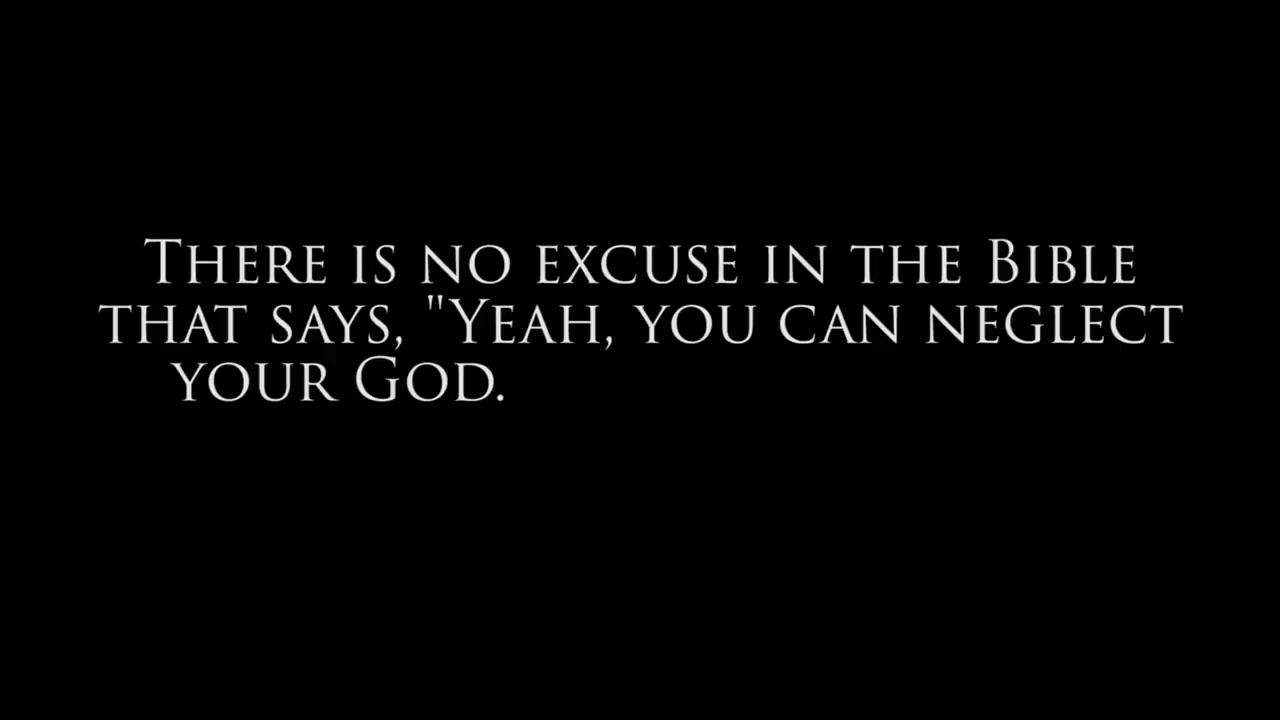 There is no excuse in the Bible
that says, "Yeah, you can neglect
your God.